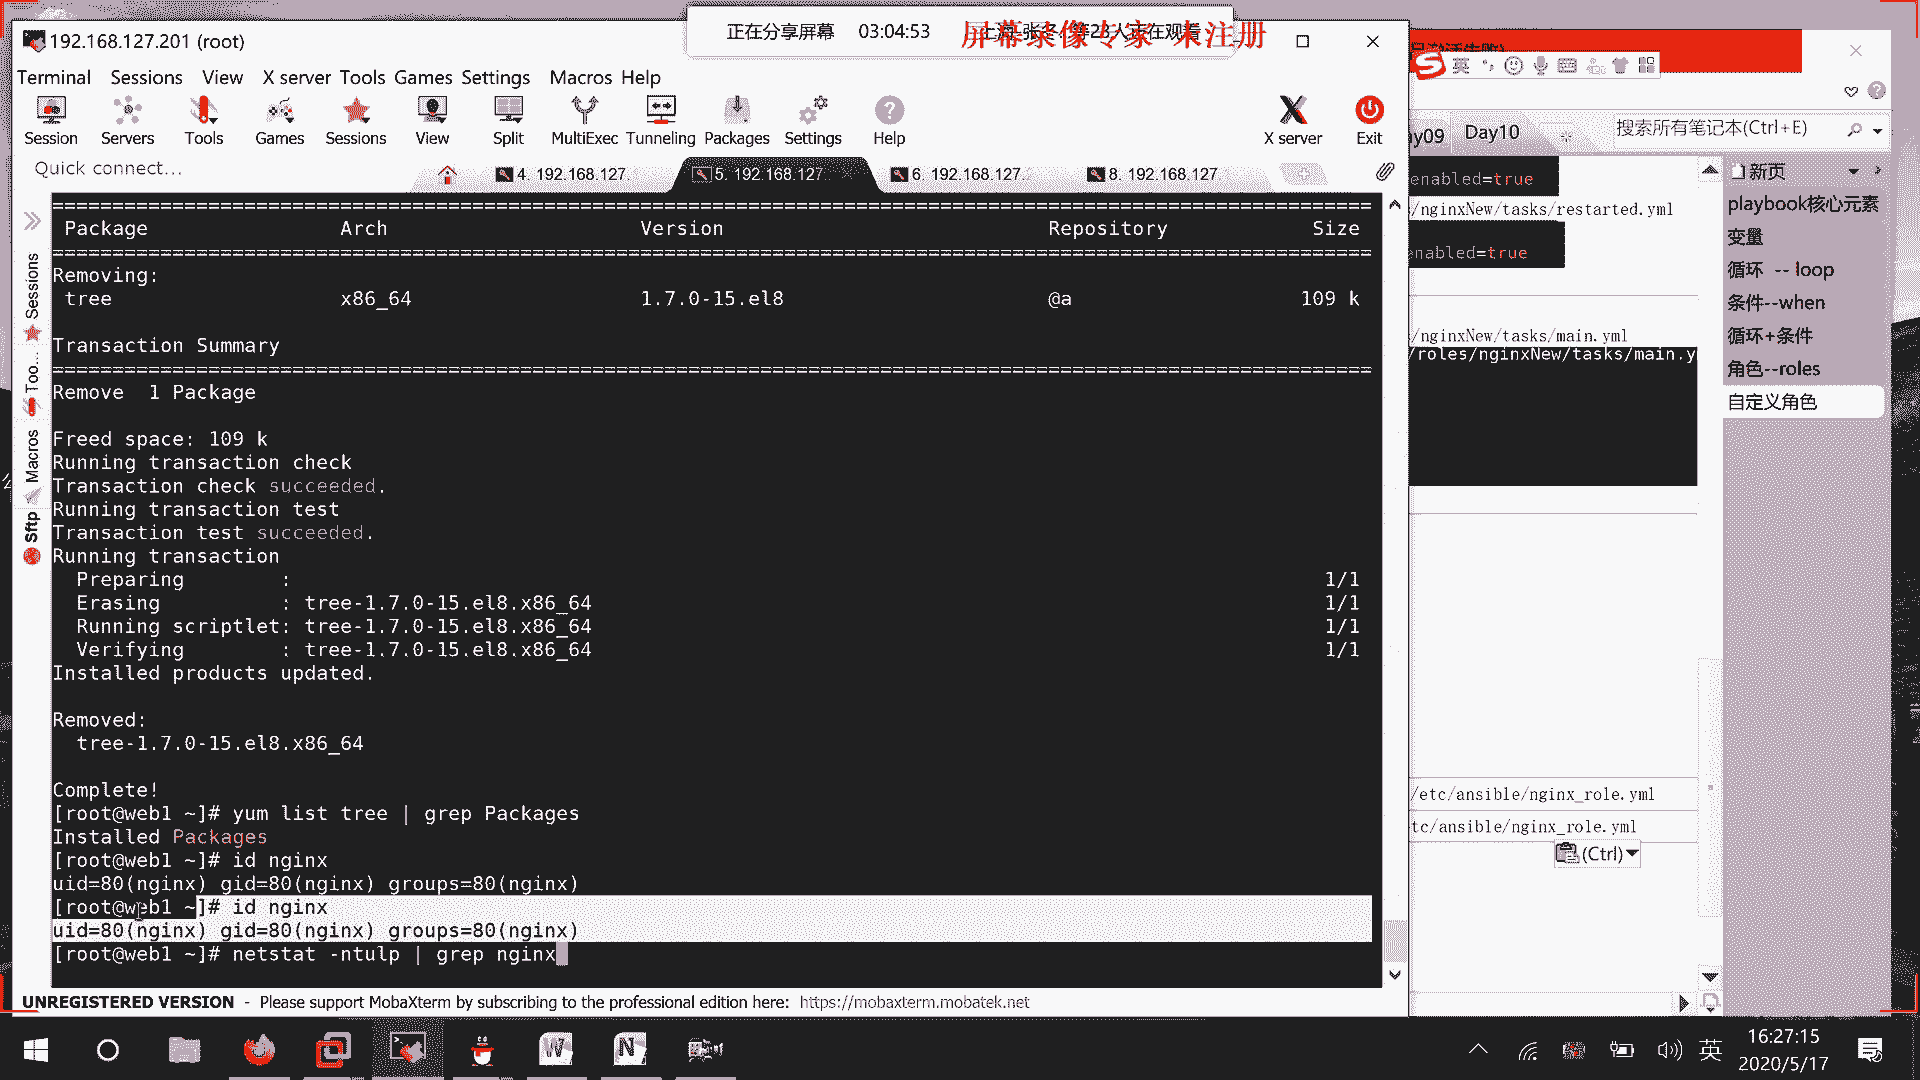 正在分享屏幕 03:04:53
屏幕录像专家 未注册
192.168.127.201 (root)
Terminal Sessions View X server Tools Games Settings Macros Help
Session Servers Tools Games Sessions View Split MultiExec Tunneling Packages Settings Help X server Exit
Quick connect...
4. 192.168.127. 5. 192.168.127. 6. 192.168.127. 8. 192.168.127.
Sessions
Too...
Macros
Sftp
Package Arch Version Repository Size
Removing:
tree x86_64 1.7.0-15.el8 @a 109 k
Transaction Summary
Remove 1 Package
Freed space: 109 k
Running transaction check
Transaction check succeeded.
Running transaction test
Transaction test succeeded.
Running transaction
Preparing : 1/1
Erasing : tree-1.7.0-15.el8.x86_64 1/1
Running scriptlet: tree-1.7.0-15.el8.x86_64 1/1
Verifying : tree-1.7.0-15.el8.x86_64 1/1
Installed products updated.
Removed:
tree-1.7.0-15.el8.x86_64
Complete!
[root@web1 ~]# yum list tree | grep Packages
Installed Packages
[root@web1 ~]# id nginx
uid=80(nginx) gid=80(nginx) groups=80(nginx)
[root@web1 ~]# id nginx
uid=80(nginx) gid=80(nginx) groups=80(nginx)
[root@web1 ~]# netstat -ntulp | grep nginx
UNREGISTERED VERSION - Please support MobaXterm by subscribing to the professional edition here: https://mobaxterm.mobatek.net
英
ay09 Day10
搜索所有笔记本(Ctrl+E)
enabled=true
/nginxNew/tasks/restarted.yml
enabled=true
/nginxNew/tasks/main.yml
/roles/nginxNew/tasks/main.y
/etc/ansible/nginx_role.yml
tc/ansible/nginx_role.yml
(Ctrl)
新页
playbook核心元素
变量
循环 -- loop
条件--when
循环+条件
角色--roles
自定义角色
英
16:27:15
2020/5/17